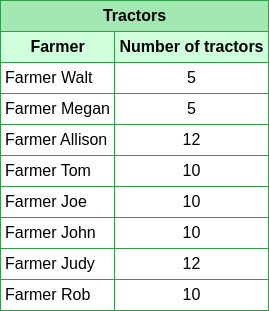 Tractors
Farmer Number of tractors
Farmer Walt 5
Farmer Megan 5
Farmer Allison 12
Farmer Tom 10
Farmer Joe 10
Farmer John 10
Farmer Judy 12
Farmer Rob 10